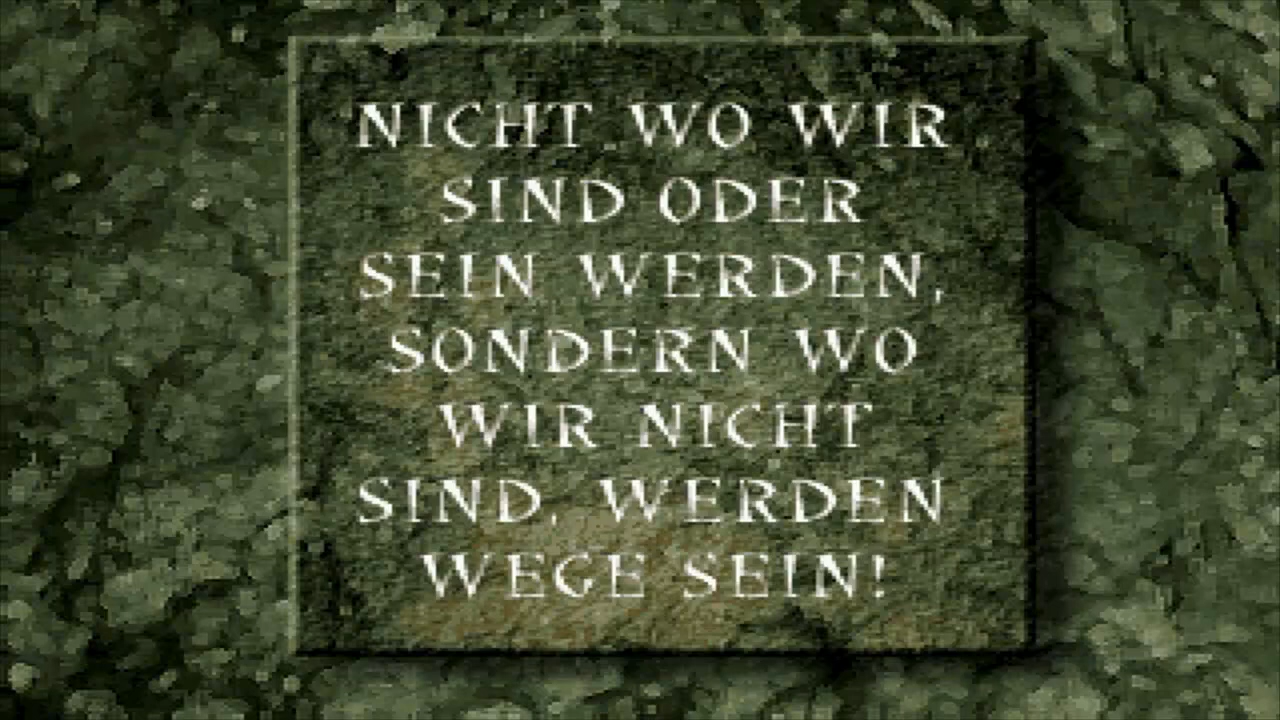 NICHT WO WIR
SIND ODER
SEIN WERDEN,
SONDERN WO
WIR NICHT
SIND, WERDEN
WEGE SEIN!